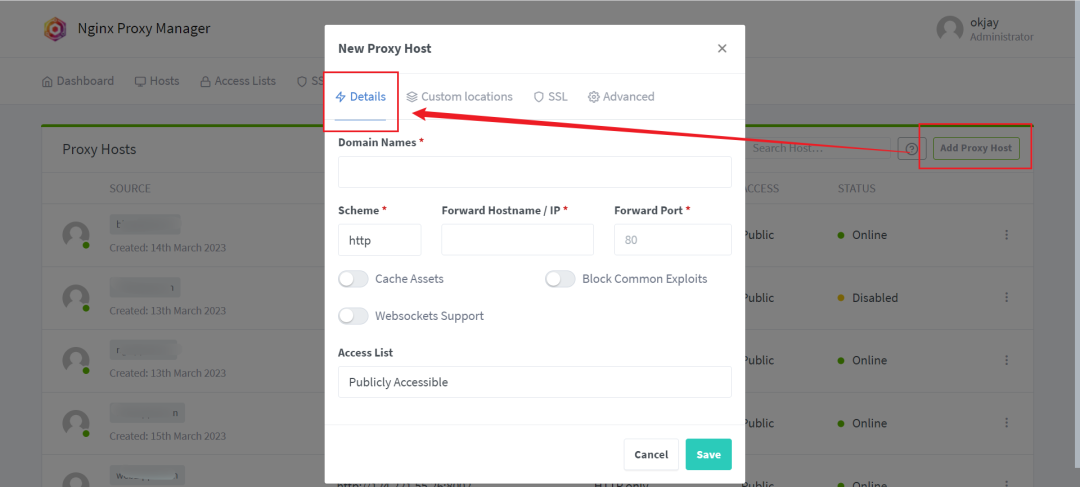 Nginx Proxy Manager
okjay
Administrator
Dashboard
Hosts
Access Lists
New Proxy Host
Details
Custom locations
SSL
Advanced
Proxy Hosts
Search Host...
Add Proxy Host
SOURCE
STATUS
Created: 14th March 2023
Public
Online
Created: 13th March 2023
Public
Disabled
Created: 13th March 2023
Public
Online
Created: 15th March 2023
Public
Online
HTTP only
Public
Online
Domain Names *
Scheme *
Forward Hostname / IP *
Forward Port *
http
80
Cache Assets
Block Common Exploits
Websockets Support
Access List
Publicly Accessible
Cancel
Save